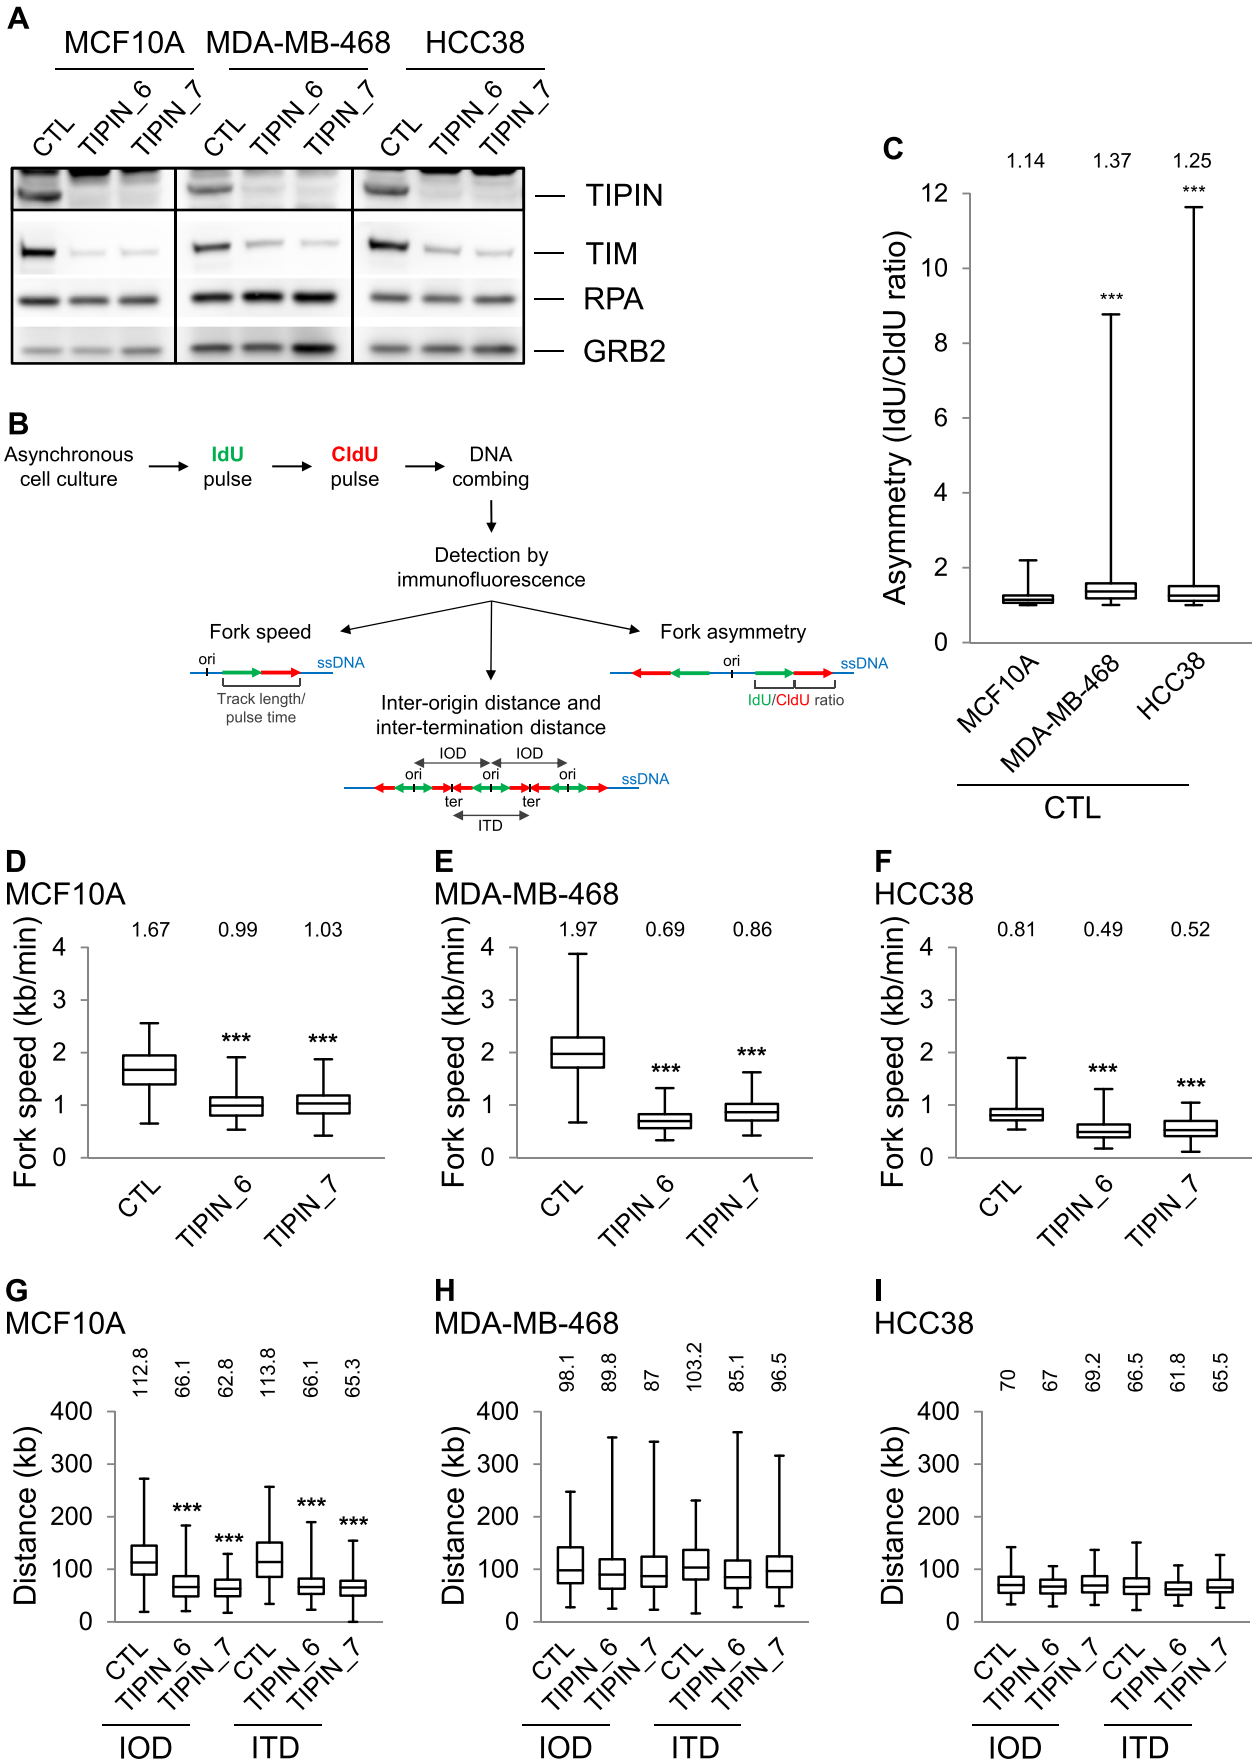 A
MCF10A MDA-MB-468 HCC38
CTL TIPIN_6 TIPIN_7 CTL TIPIN_6 TIPIN_7 CTL TIPIN_6 TIPIN_7
TIPIN
TIM
RPA
GRB2
B
Asynchronous
cell culture
IdU
pulse
CldU
pulse
DNA
combing
Detection by
immunofluorescence
Fork speed
ori
ssDNA
Track length/
pulse time
Inter-origin distance and
inter-termination distance
IOD IOD
ori ori ori
ssDNA
ter ter
ITD
Fork asymmetry
ori
ssDNA
IdU/CldU ratio
C
1.14 1.37 1.25
Asymmetry (IdU/CldU ratio)
12
10
8
6
4
2
0
***
***
MCF10A MDA-MB-468 HCC38
CTL
D
MCF10A
1.67 0.99 1.03
Fork speed (kb/min)
4
3
2
1
0
*** ***
CTL TIPIN_6 TIPIN_7
E
MDA-MB-468
1.97 0.69 0.86
Fork speed (kb/min)
4
3
2
1
0
*** ***
CTL TIPIN_6 TIPIN_7
F
HCC38
0.81 0.49 0.52
Fork speed (kb/min)
4
3
2
1
0
*** ***
CTL TIPIN_6 TIPIN_7
G
MCF10A
112.8 66.1 62.8 113.8 66.1 65.3
Distance (kb)
400
300
200
100
0
*** *** *** ***
CTL TIPIN_6 TIPIN_7 CTL TIPIN_6 TIPIN_7
IOD ITD
H
MDA-MB-468
98.1 89.8 87 103.2 85.1 96.5
Distance (kb)
400
300
200
100
0
CTL TIPIN_6 TIPIN_7 CTL TIPIN_6 TIPIN_7
IOD ITD
I
HCC38
70 67 69.2 66.5 61.8 65.5
Distance (kb)
400
300
200
100
0
CTL TIPIN_6 TIPIN_7 CTL TIPIN_6 TIPIN_7
IOD ITD